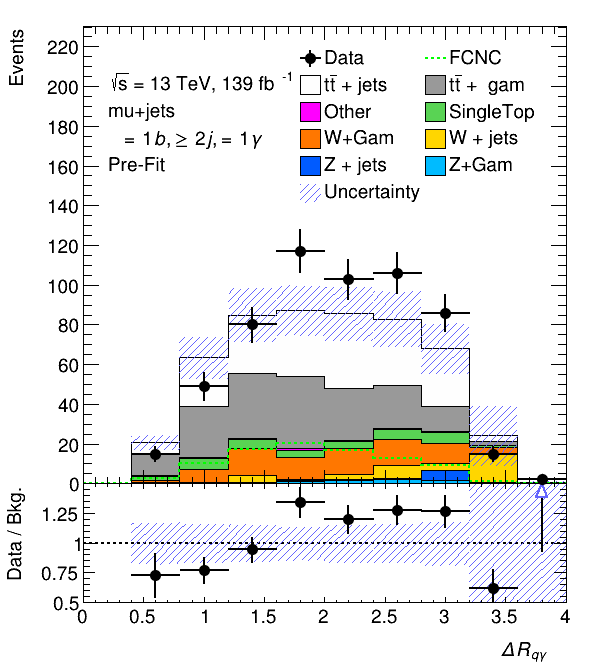 Events
220
200
180
160
140
120
100
80
60
40
20
0
√s = 13 TeV, 139 fb -1
mu+jets
= 1b, ≥ 2j, = 1γ
Pre-Fit
Data
FCNC
tt̄ + jets
tt̄ + gam
Other
SingleTop
W+Gam
W + jets
Z + jets
Z+Gam
Uncertainty
Data / Bkg.
1.25
1
0.75
0.5
0 0.5 1 1.5 2 2.5 3 3.5 4
ΔR_qγ